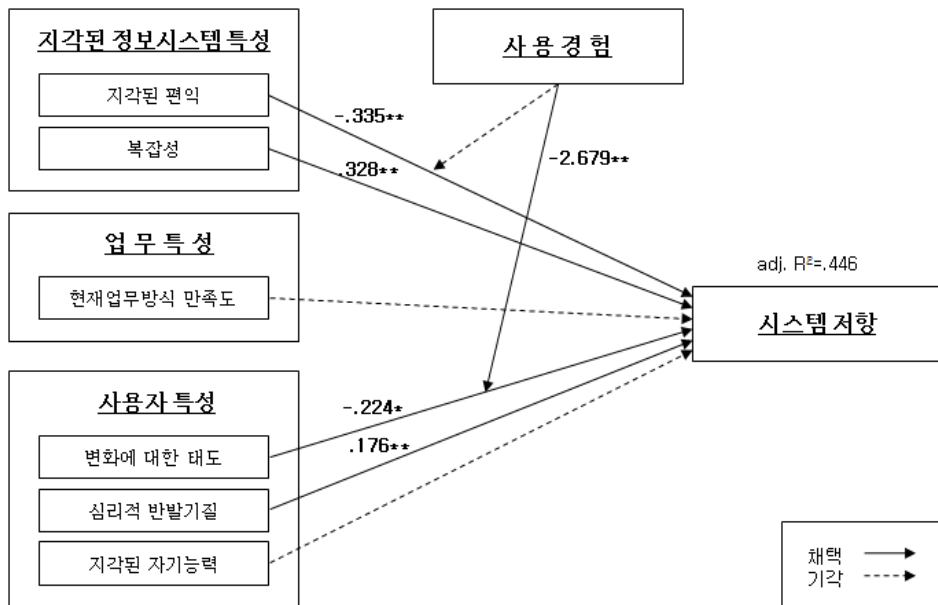 지각된 정보시스템 특성
지각된 편익
복잡성
사 용 경 험
-.335**
.328**
-2.679**
업 무 특 성
현재업무방식 만족도
adj. R²=.446
시스템 저항
사용자 특성
변화에 대한 태도
심리적 반발기질
지각된 자기능력
-.224*
.176**
채택
기각